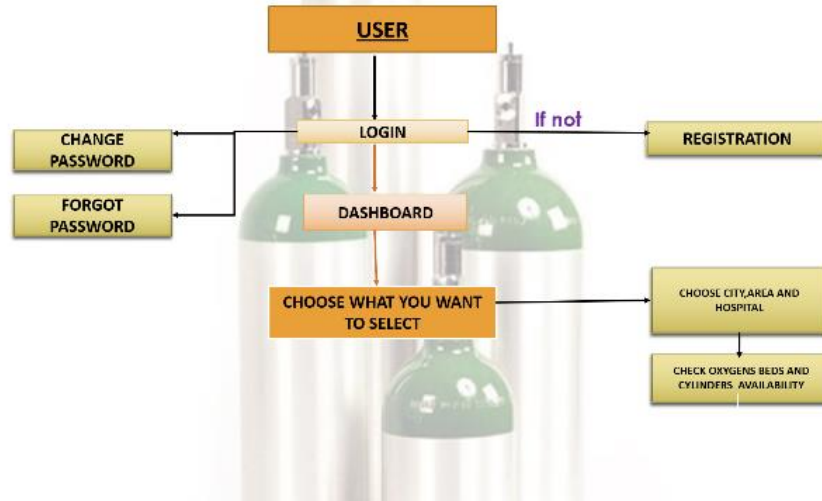 USER
LOGIN
If not
REGISTRATION
CHANGE
PASSWORD
FORGOT
PASSWORD
DASHBOARD
CHOOSE WHAT YOU WANT
TO SELECT
CHOOSE CITY,AREA AND
HOSPITAL
CHECK OXYGENS BEDS AND
CYLINDERS AVAILABILITY